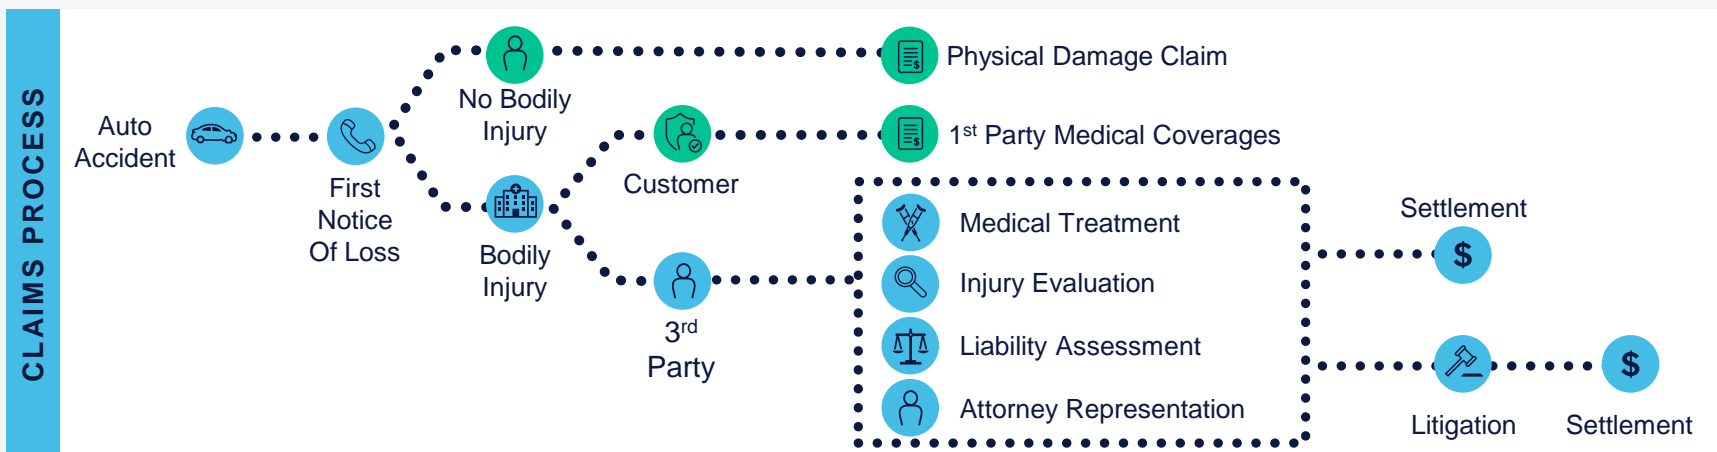 CLAIMS PROCESS
Auto
Accident
First
Notice
Of Loss
No Bodily
Injury
Physical Damage Claim
Bodily
Injury
Customer
1st Party Medical Coverages
3rd
Party
Medical Treatment
Injury Evaluation
Liability Assessment
Attorney Representation
Settlement
$
Litigation
$
Settlement